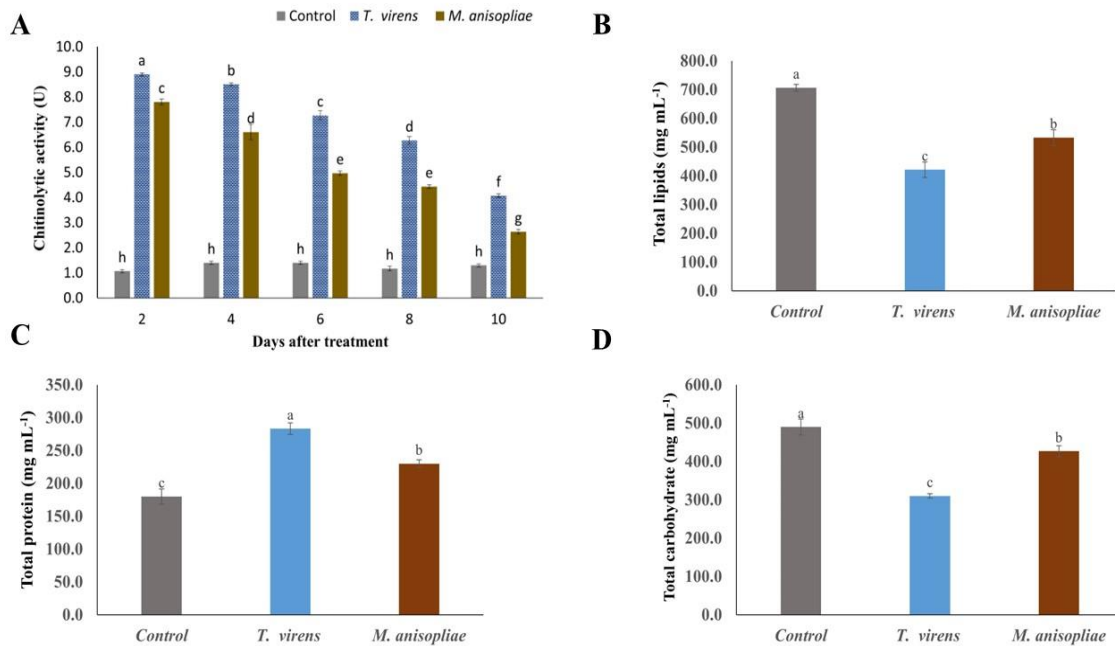 A
Control T. virens M. anisopliae
Chitinolytic activity (U)
10.0
9.0
8.0
7.0
6.0
5.0
4.0
3.0
2.0
1.0
0.0
h a c
h b d
h c e
h d e
h f g
2 4 6 8 10
Days after treatment
B
Total lipids (mg mL⁻¹)
800.0
700.0
600.0
500.0
400.0
300.0
200.0
100.0
0.0
a c b
Control T. virens M. anisopliae
C
Total protein (mg mL⁻¹)
350.0
300.0
250.0
200.0
150.0
100.0
50.0
0.0
c a b
Control T. virens M. anisopliae
D
Total carbohydrate (mg mL⁻¹)
600.0
500.0
400.0
300.0
200.0
100.0
0.0
a c b
Control T. virens M. anisopliae